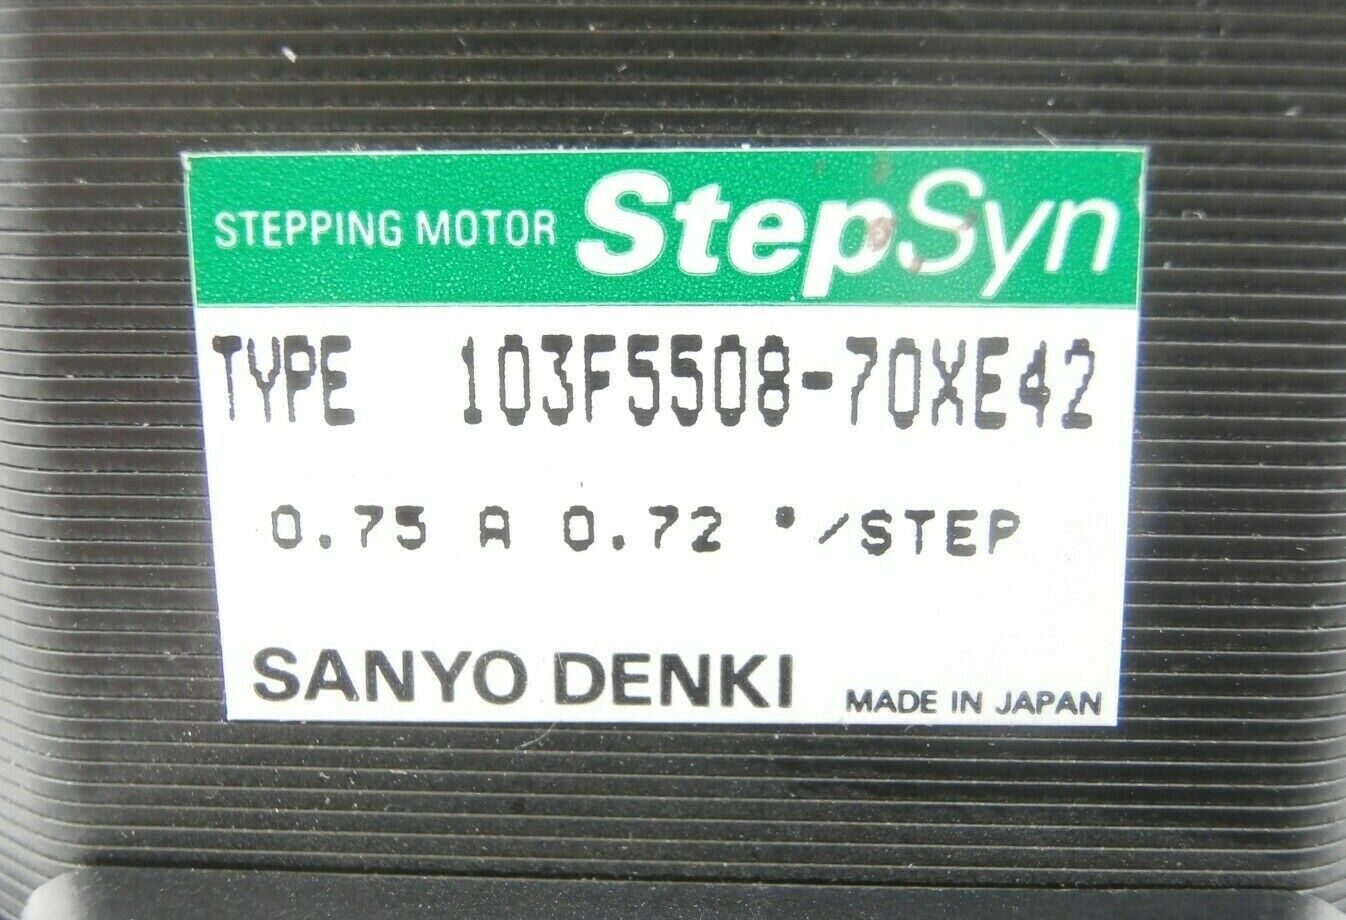 STEPPING MOTOR StepSyn
TYPE 103F5508-70XE42
0.75 A 0.72 °/STEP
SANYO DENKI MADE IN JAPAN